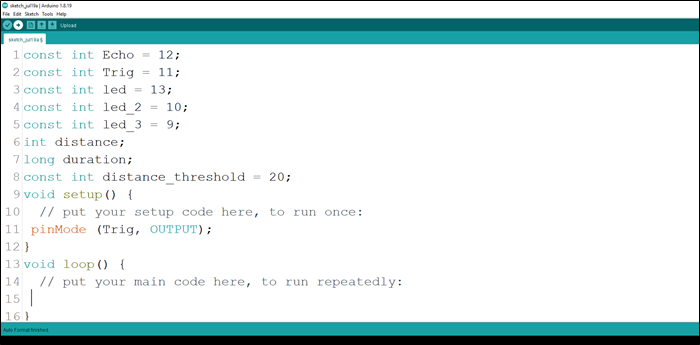 sketch_jul19a | Arduino 1.8.19
File Edit Sketch Tools Help
Upload
sketch_jul19a §
1 const int Echo = 12;
2 const int Trig = 11;
3 const int led = 13;
4 const int led_2 = 10;
5 const int led_3 = 9;
6 int distance;
7 long duration;
8 const int distance_threshold = 20;
9 void setup() {
10 // put your setup code here, to run once:
11 pinMode (Trig, OUTPUT);
12 }
13 void loop() {
14 // put your main code here, to run repeatedly:
15
16 }
Auto Format finished.